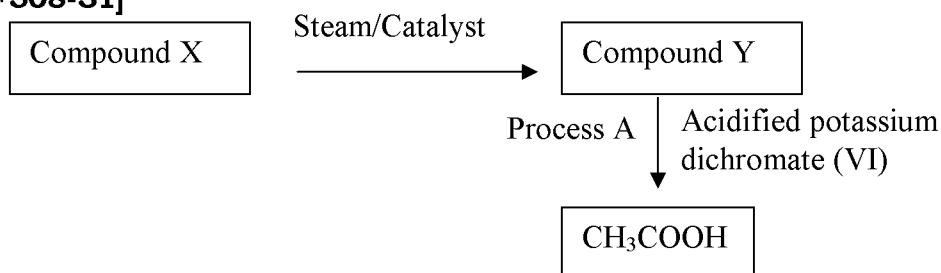 Steam/Catalyst
Compound X
Compound Y
Process A
Acidified potassium
dichromate (VI)
CH₃COOH